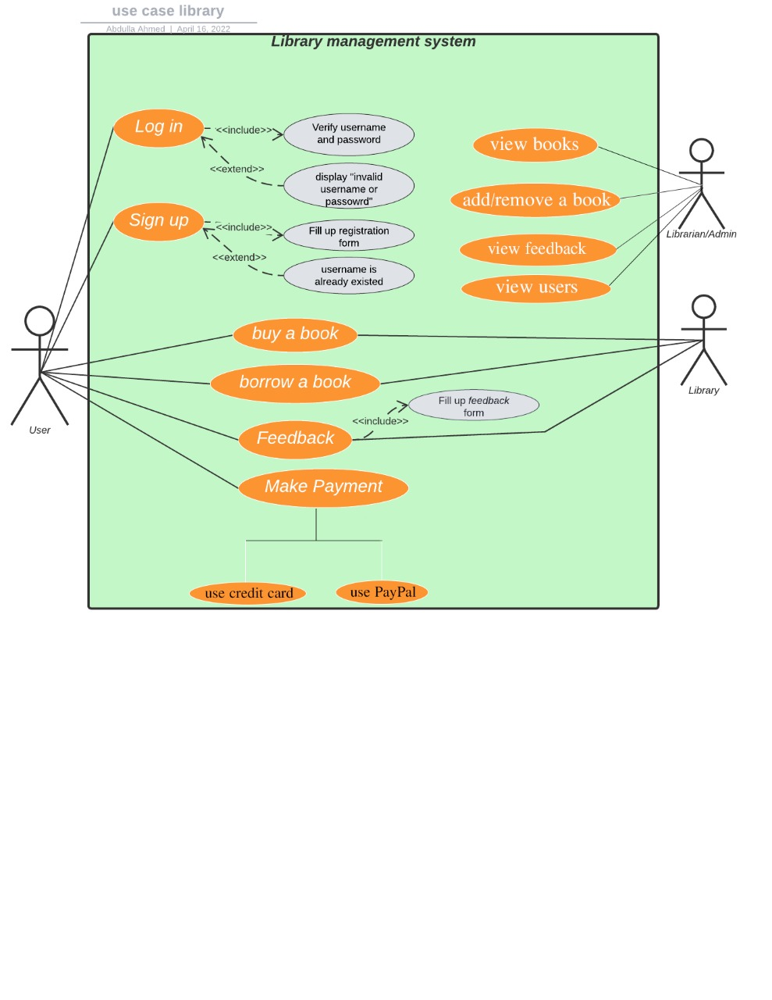 use case library
Abdulla Ahmed | April 16, 2022
Library management system
Log in
<<include>>
Verify username
and password
<<extend>>
display "invalid
username or
passowrd"
Sign up
<<include>>
Fill up registration
form
<<extend>>
username is
already existed
view books
add/remove a book
view feedback
view users
Librarian/Admin
buy a book
borrow a book
Library
User
Feedback
<<include>>
Fill up feedback
form
Make Payment
use credit card
use PayPal